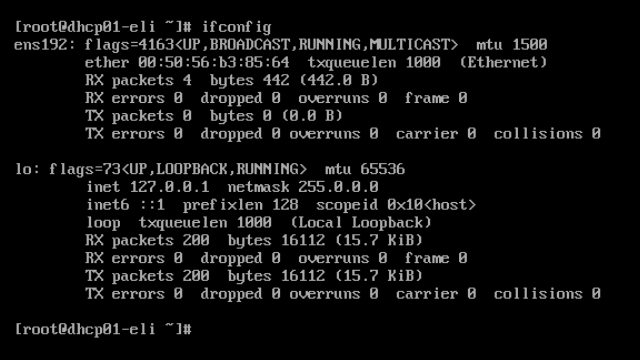 [root@dhcp01-eli ~]# ifconfig
ens192: flags=4163<UP,BROADCAST,RUNNING,MULTICAST>  mtu 1500
        ether 00:50:56:b3:85:64  txqueuelen 1000  (Ethernet)
        RX packets 4  bytes 442 (442.0 B)
        RX errors 0  dropped 0  overruns 0  frame 0
        TX packets 0  bytes 0 (0.0 B)
        TX errors 0  dropped 0 overruns 0  carrier 0  collisions 0

lo: flags=73<UP,LOOPBACK,RUNNING>  mtu 65536
        inet 127.0.0.1  netmask 255.0.0.0
        inet6 ::1  prefixlen 128  scopeid 0x10<host>
        loop  txqueuelen 1000  (Local Loopback)
        RX packets 200  bytes 16112 (15.7 KiB)
        RX errors 0  dropped 0  overruns 0  frame 0
        TX packets 200  bytes 16112 (15.7 KiB)
        TX errors 0  dropped 0 overruns 0  carrier 0  collisions 0

[root@dhcp01-eli ~]#